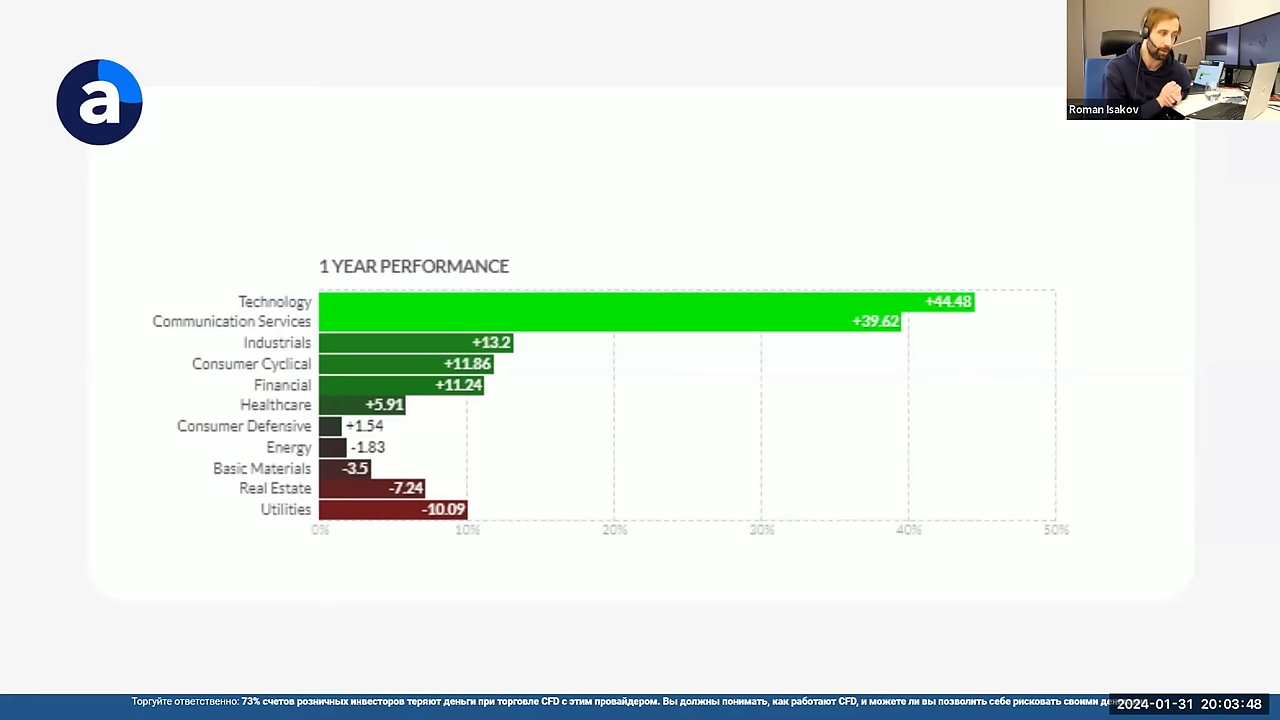 a
Roman Isakov
1 YEAR PERFORMANCE
Technology +44.48
Communication Services +39.62
Industrials +13.2
Consumer Cyclical +11.86
Financial +11.24
Healthcare +5.91
Consumer Defensive +1.54
Energy -1.83
Basic Materials -3.5
Real Estate -7.24
Utilities -10.09
0% 10% 20% 30% 40% 50%
Торгуйте ответственно: 73% счетов розничных инвесторов теряют деньги при торговле CFD с этим провайдером. Вы должны понимать, как работают CFD, и можете ли вы позволить себе рисковать своими
2024-01-31 20:03:48